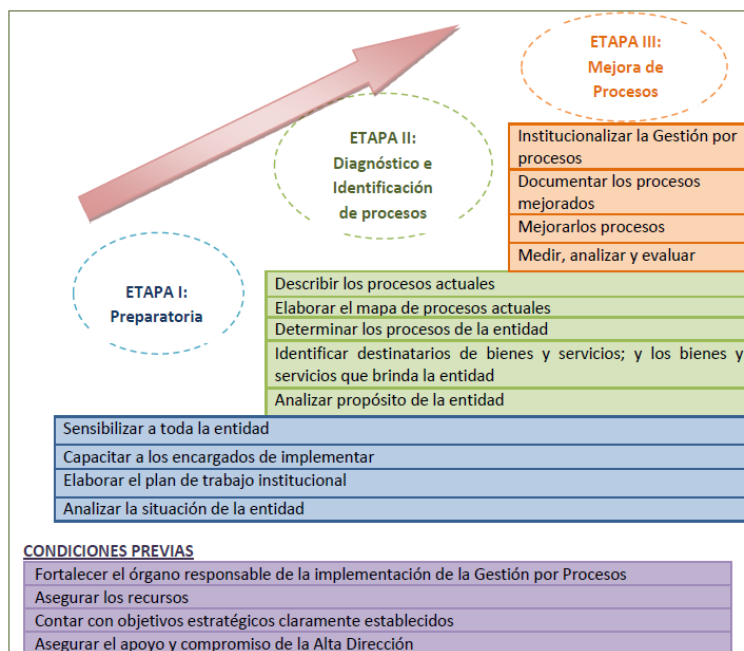 ETAPA III:
Mejora de
Procesos
ETAPA II:
Diagnóstico e
Identificación
de procesos
Institucionalizar la Gestión por
procesos
Documentar los procesos
mejorados
Mejorarlos procesos
Medir, analizar y evaluar
ETAPA I:
Preparatoria
Describir los procesos actuales
Elaborar el mapa de procesos actuales
Determinar los procesos de la entidad
Identificar destinatarios de bienes y servicios; y los bienes y
servicios que brinda la entidad
Analizar propósito de la entidad
Sensibilizar a toda la entidad
Capacitar a los encargados de implementar
Elaborar el plan de trabajo institucional
Analizar la situación de la entidad
CONDICIONES PREVIAS
Fortalecer el órgano responsable de la implementación de la Gestión por Procesos
Asegurar los recursos
Contar con objetivos estratégicos claramente establecidos
Asegurar el apoyo y compromiso de la Alta Dirección